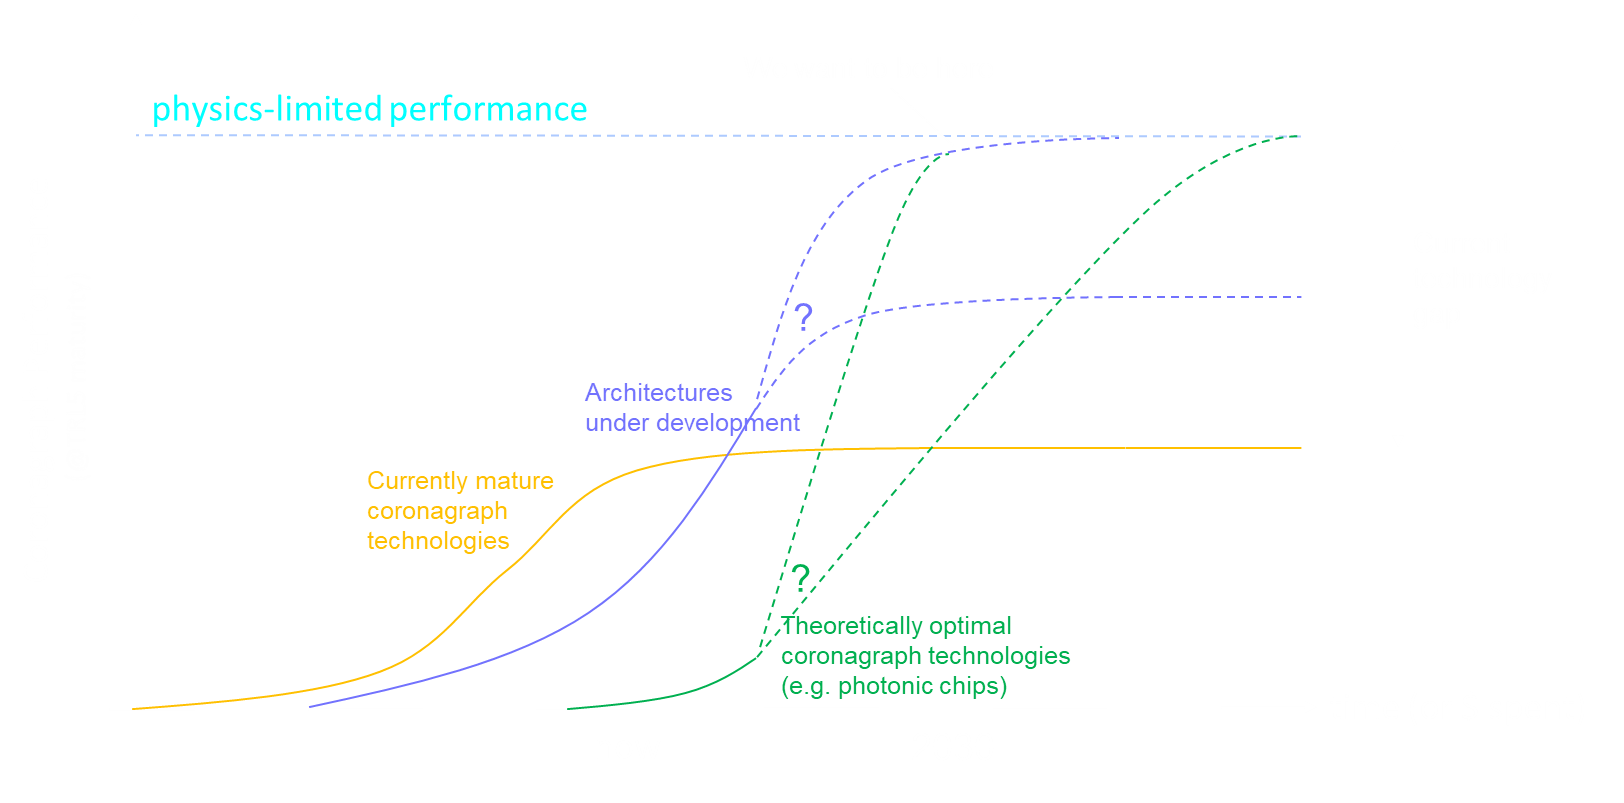 physics-limited performance
?
Architectures
under development
Currently mature
coronagraph
technologies
?
Theoretically optimal
coronagraph technologies
(e.g. photonic chips)